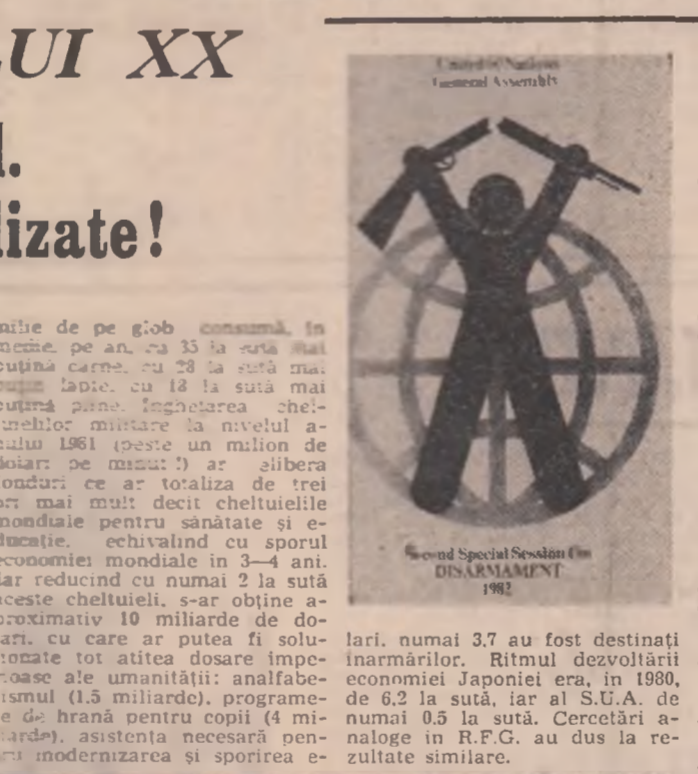 LUI XX
lizate!
de pe glob consumă, în
medie, pe an, cu 35 la sută mai
carne, cu 28 la sută mai
lapte, cu 18 la sută mai
pîine. Înghețarea chel-
militare la nivelul a-
1981 (peste un milion de
pe minut!) ar elibera
ce ar totaliza de trei
ori mai mult decît cheltuielile
mondiale pentru sănătate și e-
ducație, echivalînd cu sporul
economiei mondiale în 3—4 ani.
Iar reducînd cu numai 2 la sută
aceste cheltuieli, s-ar obține a-
proximativ 10 miliarde de do-
lari, cu care ar putea fi solu-
ționate tot atîtea dosare impe-
rioase ale umanității: analfabe-
tismul (1,5 miliarde), programe-
le de hrană pentru copii (4 mi-
liarde), asistența necesară pen-
tru modernizarea și sporirea e-
United Nations
General Assembly
Second Special Session On
DISARMAMENT
1982
lari, numai 3,7 au fost destinați
înarmărilor. Ritmul dezvoltării
economiei Japoniei era, în 1980,
de 6,2 la sută, iar al S.U.A. de
numai 0,5 la sută. Cercetări a-
naloge în R.F.G. au dus la re-
zultate similare.